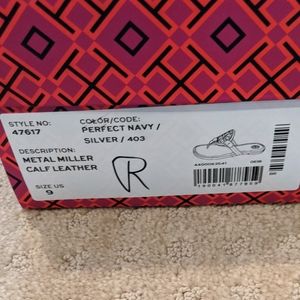 STYLE NO: COLOR/CODE:
47617 PERFECT NAVY /
SILVER / 403
DESCRIPTION:
METAL MILLER
CALF LEATHER
R
SIZE US
9